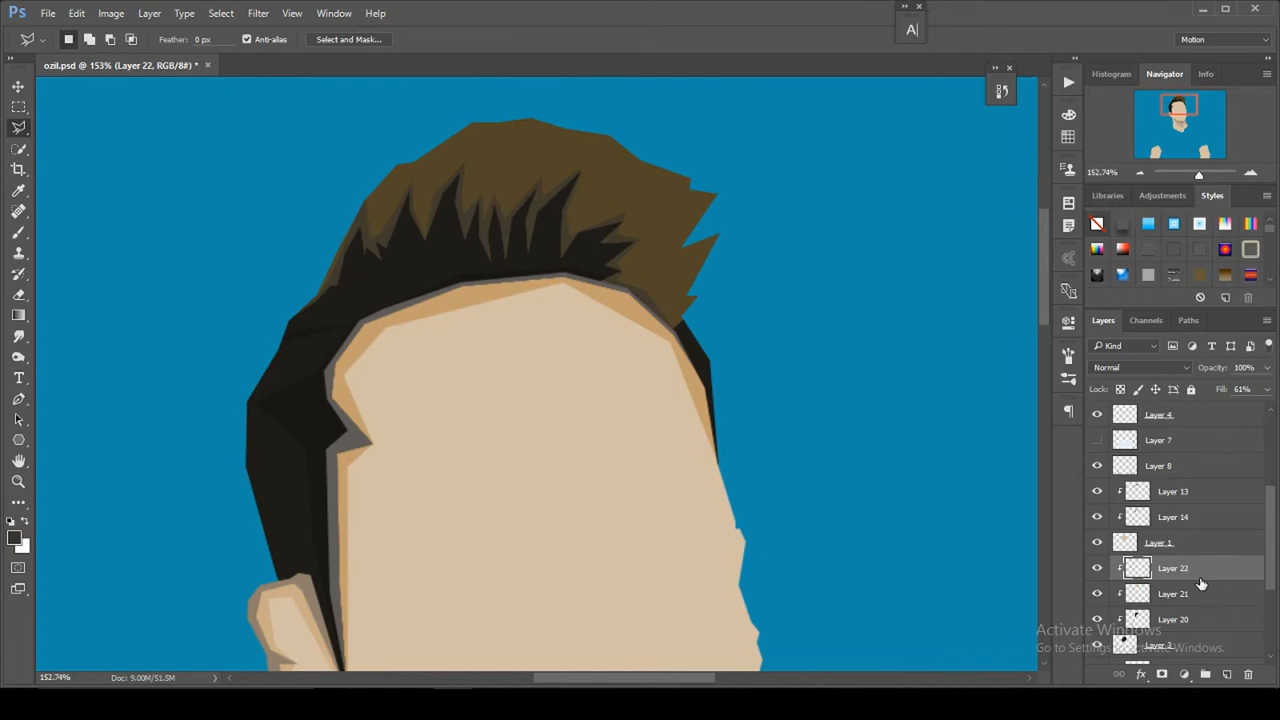 Ps File Edit Image Layer Type Select Filter View Window Help
A|
Feather: 0 px Anti-alias Select and Mask... Motion
ozil.psd @ 153% (Layer 22, RGB/8#) * ×
Histogram Navigator Info
152.74%
Libraries Adjustments Styles
Layers Channels Paths
Kind
Normal Opacity: 100%
Lock: Fill: 61%
Layer 4
Layer 7
Layer 8
Layer 13
Layer 14
Layer 1
Layer 22
Layer 21
Layer 20
Activate Windows
Go to Settings to activate Windows.
152.74% Doc: 9.00M/51.5M